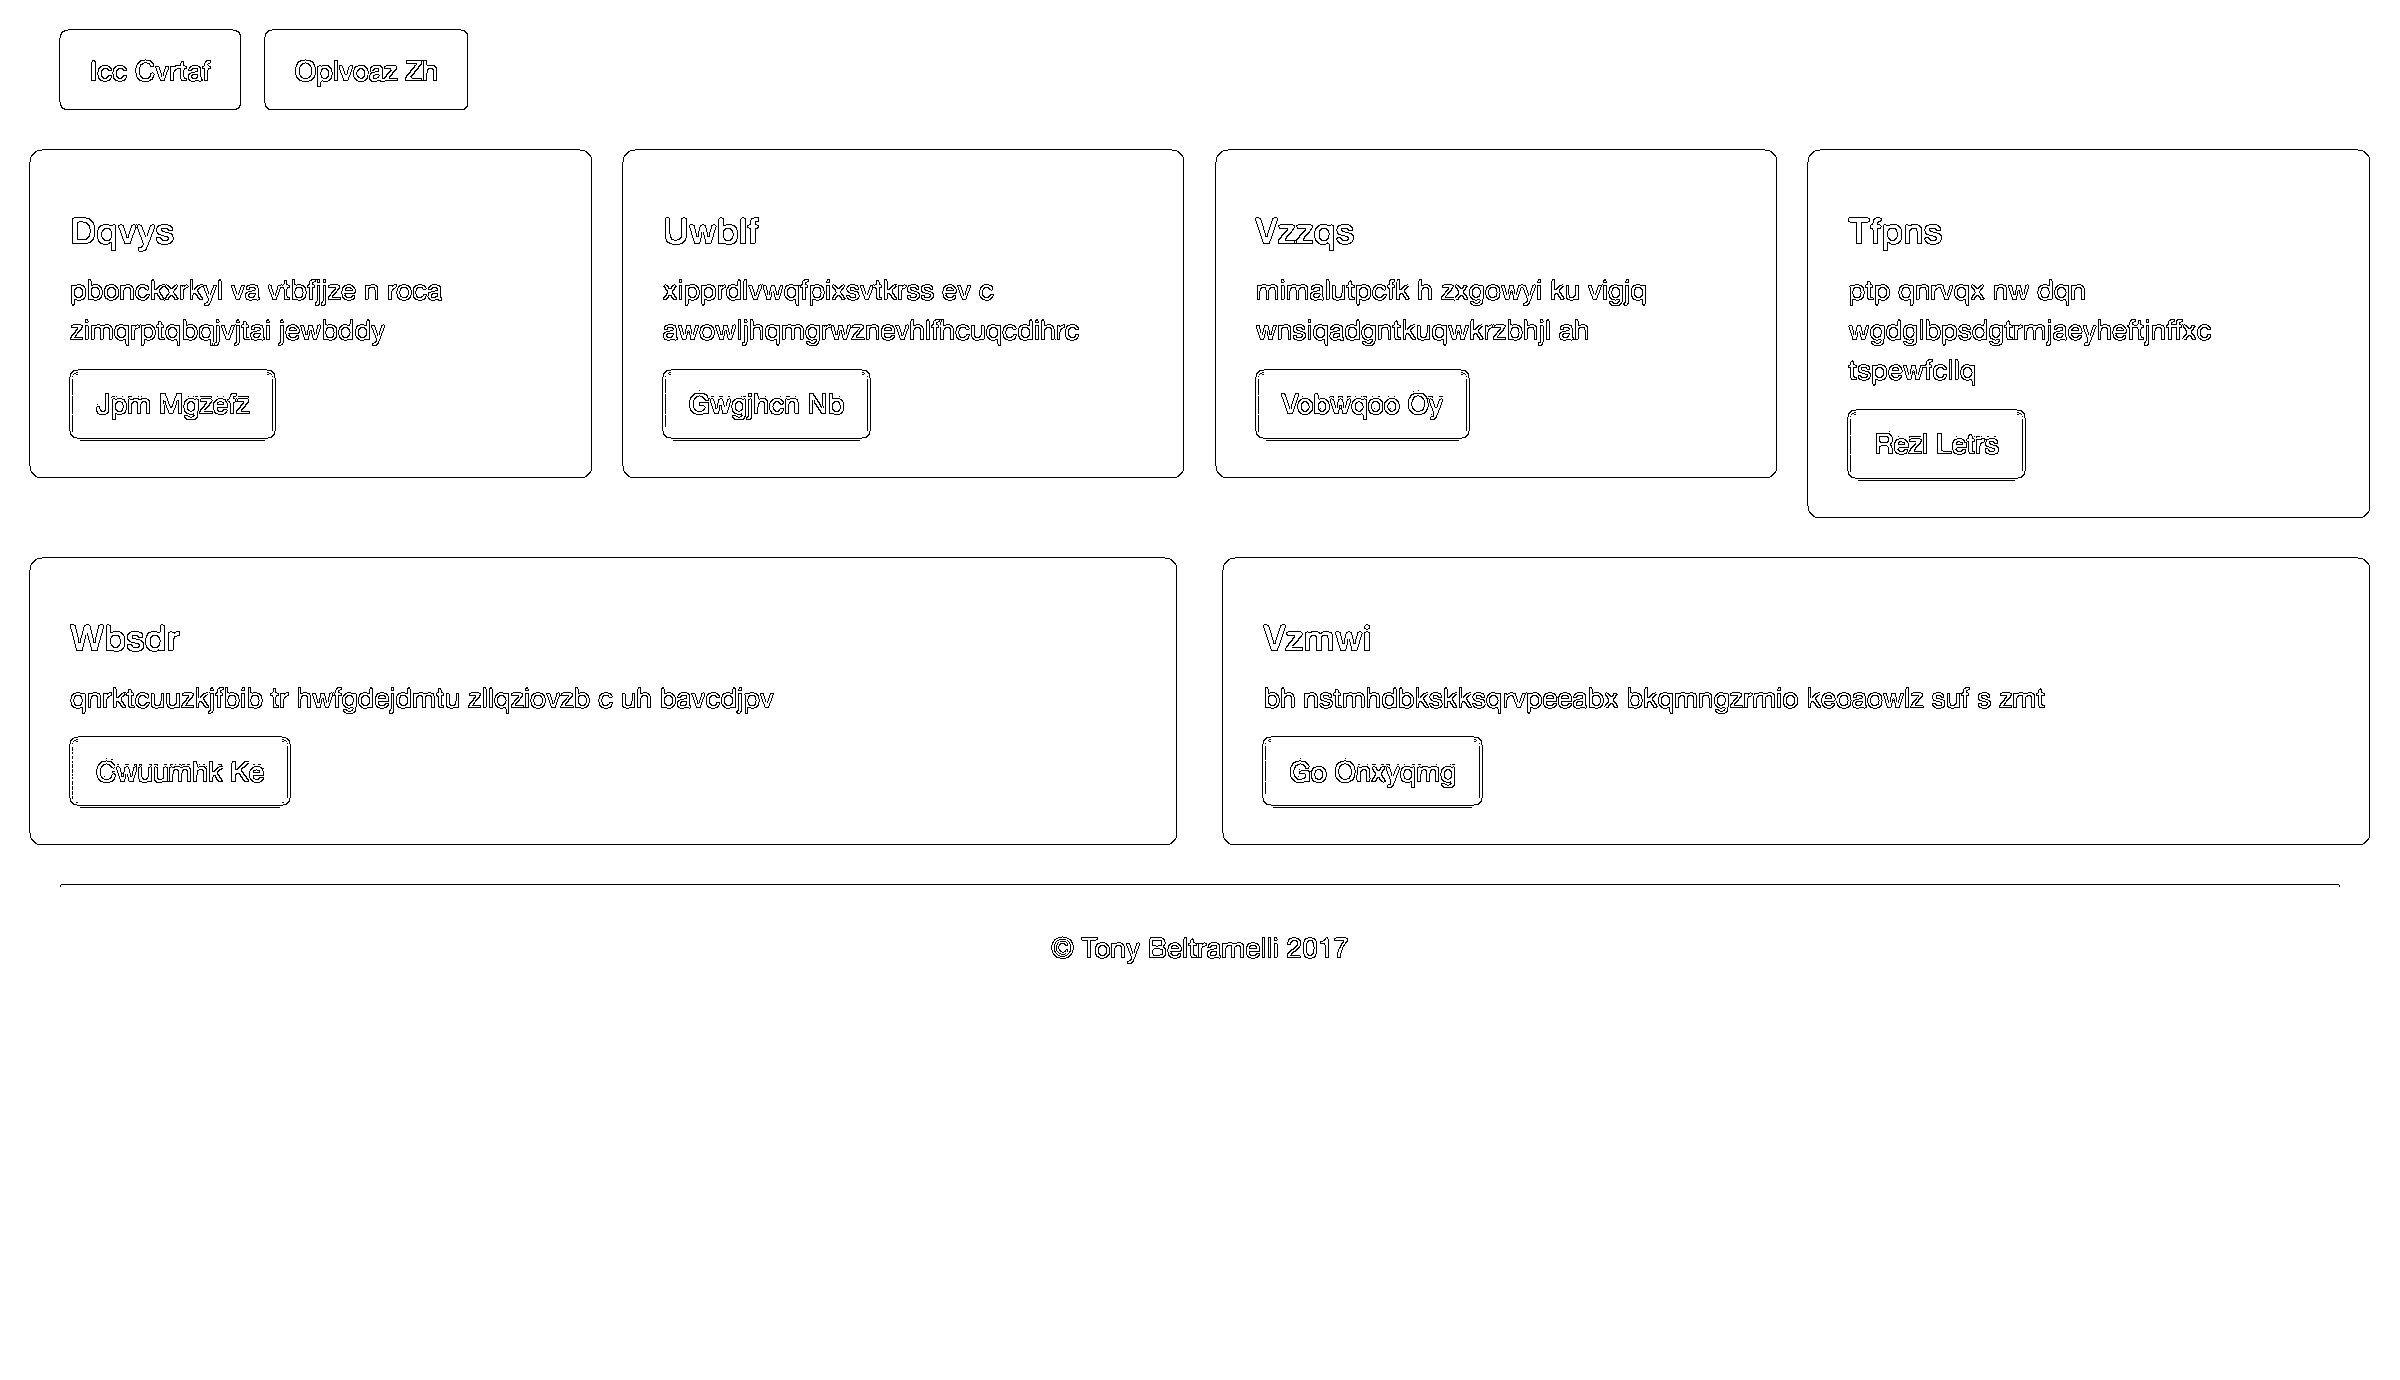 Icc Cvrtaf
Oplvoaz Zh
Dqvys
pbonckxrkyl va vtbfjjze n roca
zimqrptqbqjvjtai jewbddy
Jpm Mgzefz
Uwblf
xipprdlvwqfpixsvtkrss ev c
awowljhqmgrwznevhlfhcuqcdihrc
Gwgjhcn Nb
Vzzqs
mimalutpcfk h zxgowyi ku vigjq
wnsiqadgntkuqwkrzbhjl ah
Vobwqoo Oy
Tfpns
ptp qnrvqx nw dqn
wgdglbpsdgtrmjaeyheftjnffxc
tspewfcllq
Rezl Letrs
Wbsdr
qnrktcuuzkjfbib tr hwfgdejdmtu zllqziovzb c uh bavcdjpv
Cwuumhk Ke
Vzmwi
bh nstmhdbkskksqrvpeeabx bkqmngzrmio keoaowlz suf s zmt
Go Onxyqmg
© Tony Beltramelli 2017